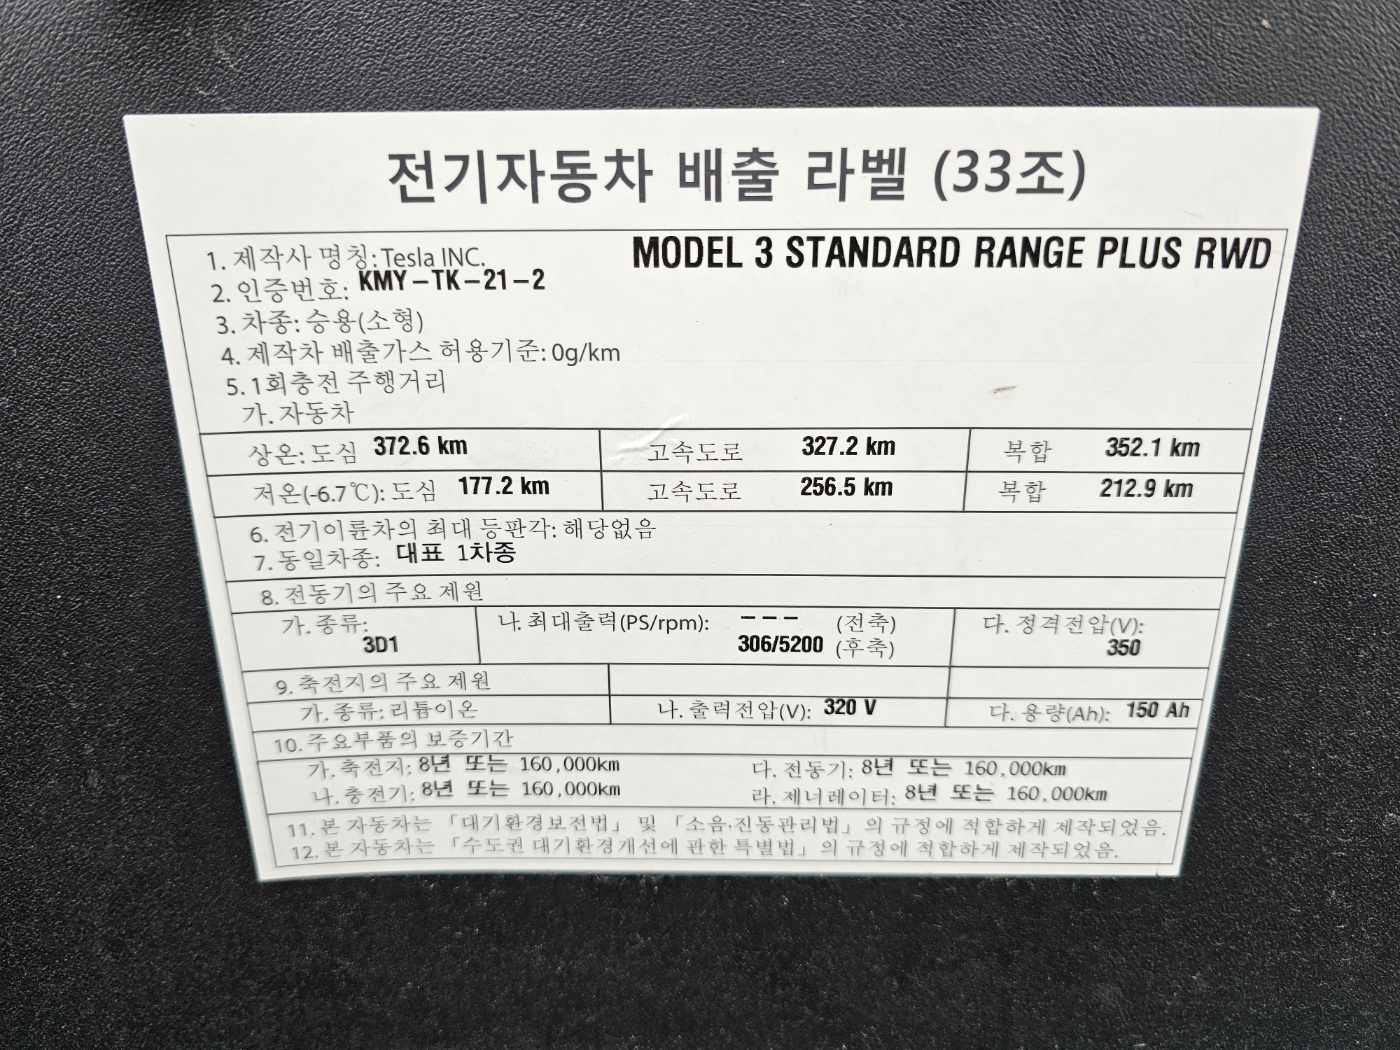 전기자동차 배출 라벨 (33조)
1. 제작사 명칭: Tesla INC. MODEL 3 STANDARD RANGE PLUS RWD
2. 인증번호: KMY-TK-21-2
3. 차종: 승용(소형)
4. 제작차 배출가스 허용기준: 0g/km
5. 1회충전 주행거리
가. 자동차
상온: 도심 372.6 km 고속도로 327.2 km 복합 352.1 km
저온(-6.7℃): 도심 177.2 km 고속도로 256.5 km 복합 212.9 km
6. 전기이륜차의 최대 등판각: 해당없음
7. 동일차종: 대표 1차종
8. 전동기의 주요 제원
가. 종류: 3D1 나. 최대출력(PS/rpm): --- (전축) 다. 정격전압(V): 350
306/5200 (후축)
9. 축전지의 주요 제원
가. 종류: 리튬이온 나. 출력전압(V): 320 V 다. 용량(Ah): 150 Ah
10. 주요부품의 보증기간
가. 축전지: 8년 또는 160,000km 다. 전동기: 8년 또는 160,000km
나. 충전기: 8년 또는 160,000km 라. 제너레이터: 8년 또는 160,000km
11. 본 자동차는 「대기환경보전법」 및 「소음·진동관리법」의 규정에 적합하게 제작되었음.
12. 본 자동차는 「수도권 대기환경개선에 관한 특별법」의 규정에 적합하게 제작되었음.